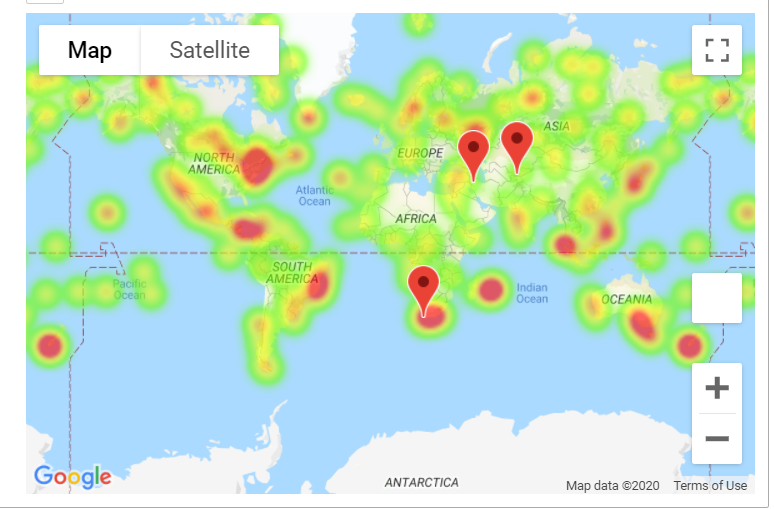 Map
Satellite
ASIA
EUROPE
NORTH
AMERICA
Atlantic
Ocean
AFRICA
SOUTH
AMERICA
Pacific
Ocean
Indian
Ocean
OCEANIA
+
−
Google
ANTARCTICA
Map data ©2020 Terms of Use